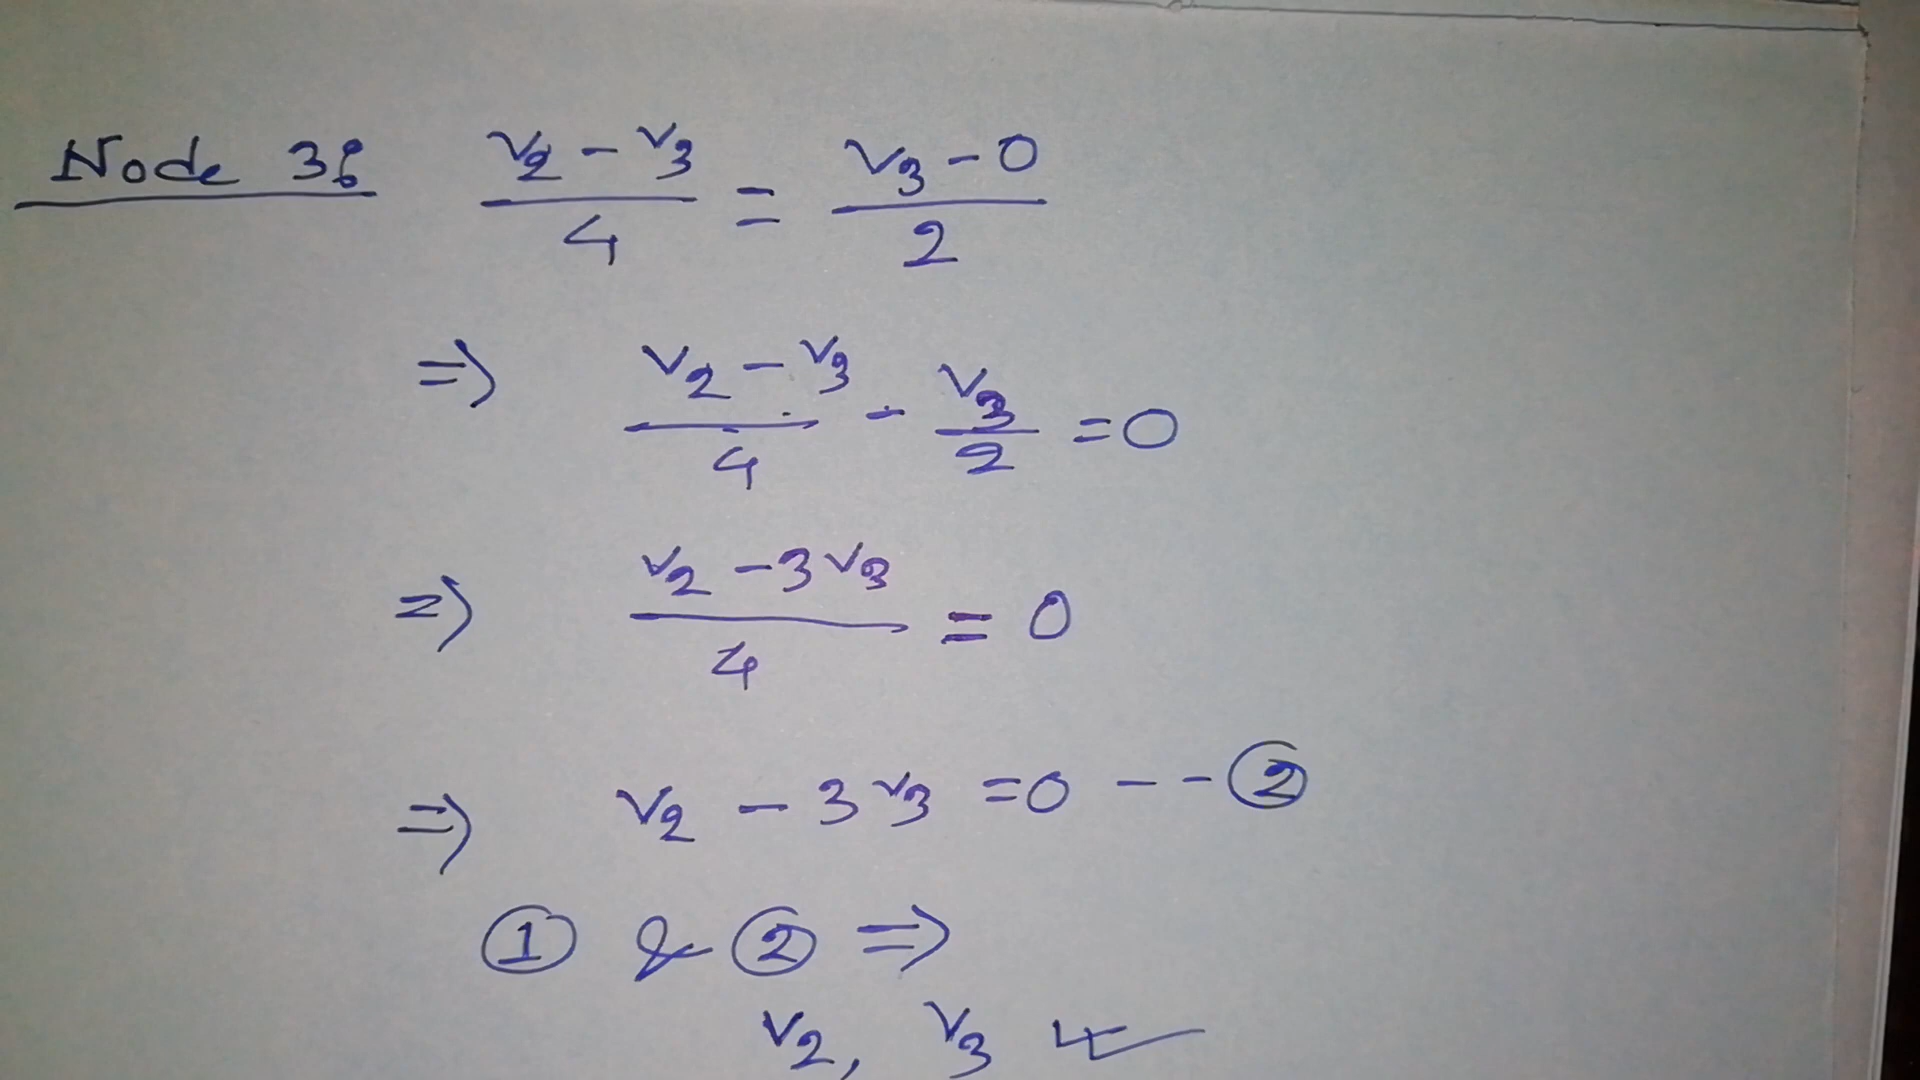 Node 3: (v2 - v3)/4 = (v3 - 0)/2
=> (v2 - v3)/4 - v3/2 = 0
=> (v2 - 3v3)/4 = 0
=> v2 - 3v3 = 0 -- ②
① & ② =>
v2, v3 ✓